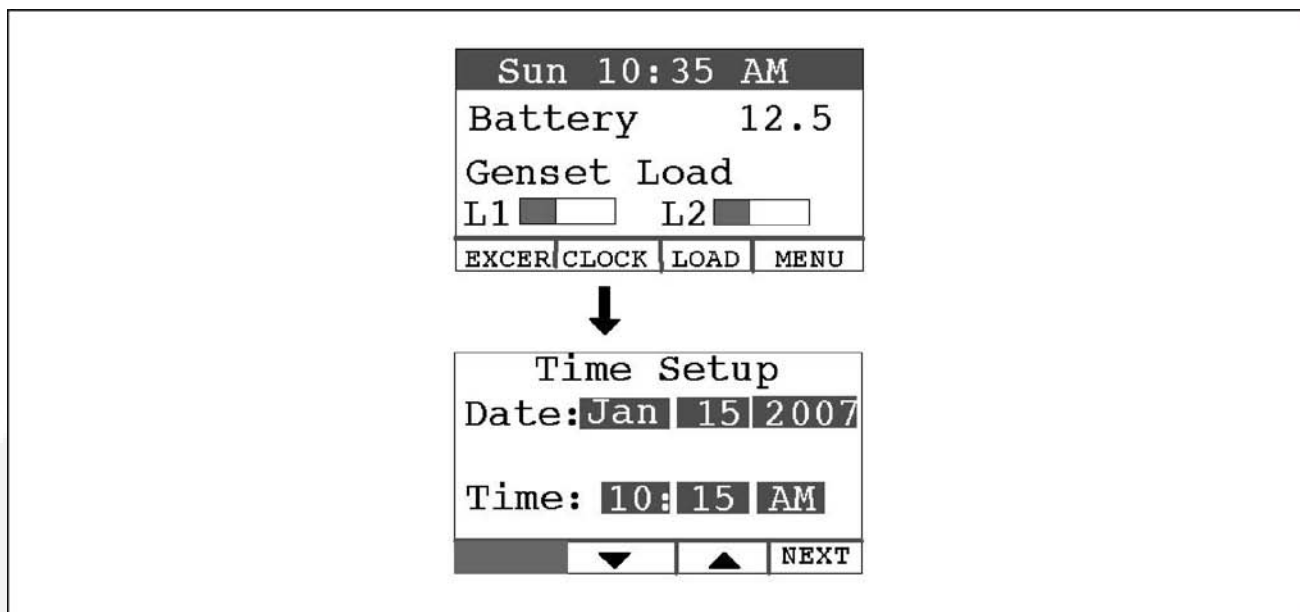 Sun 10:35 AM
Battery 12.5
Genset Load
L1 L2
EXCER CLOCK LOAD MENU
Time Setup
Date: Jan 15 2007
Time: 10: 15 AM
NEXT